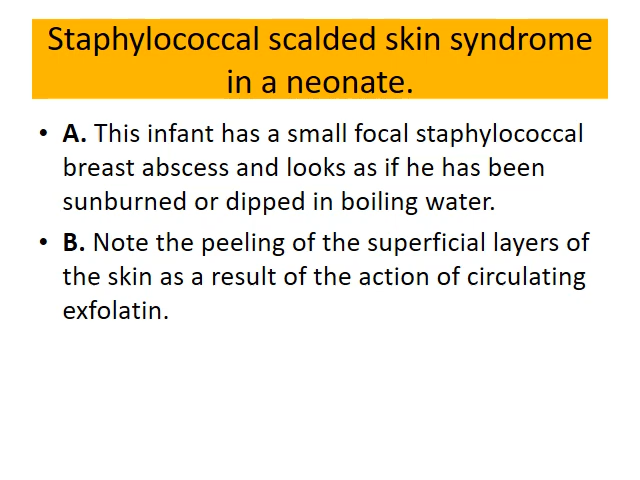 Staphylococcal scalded skin syndrome
in a neonate.
• A. This infant has a small focal staphylococcal
breast abscess and looks as if he has been
sunburned or dipped in boiling water.
• B. Note the peeling of the superficial layers of
the skin as a result of the action of circulating
exfolatin.